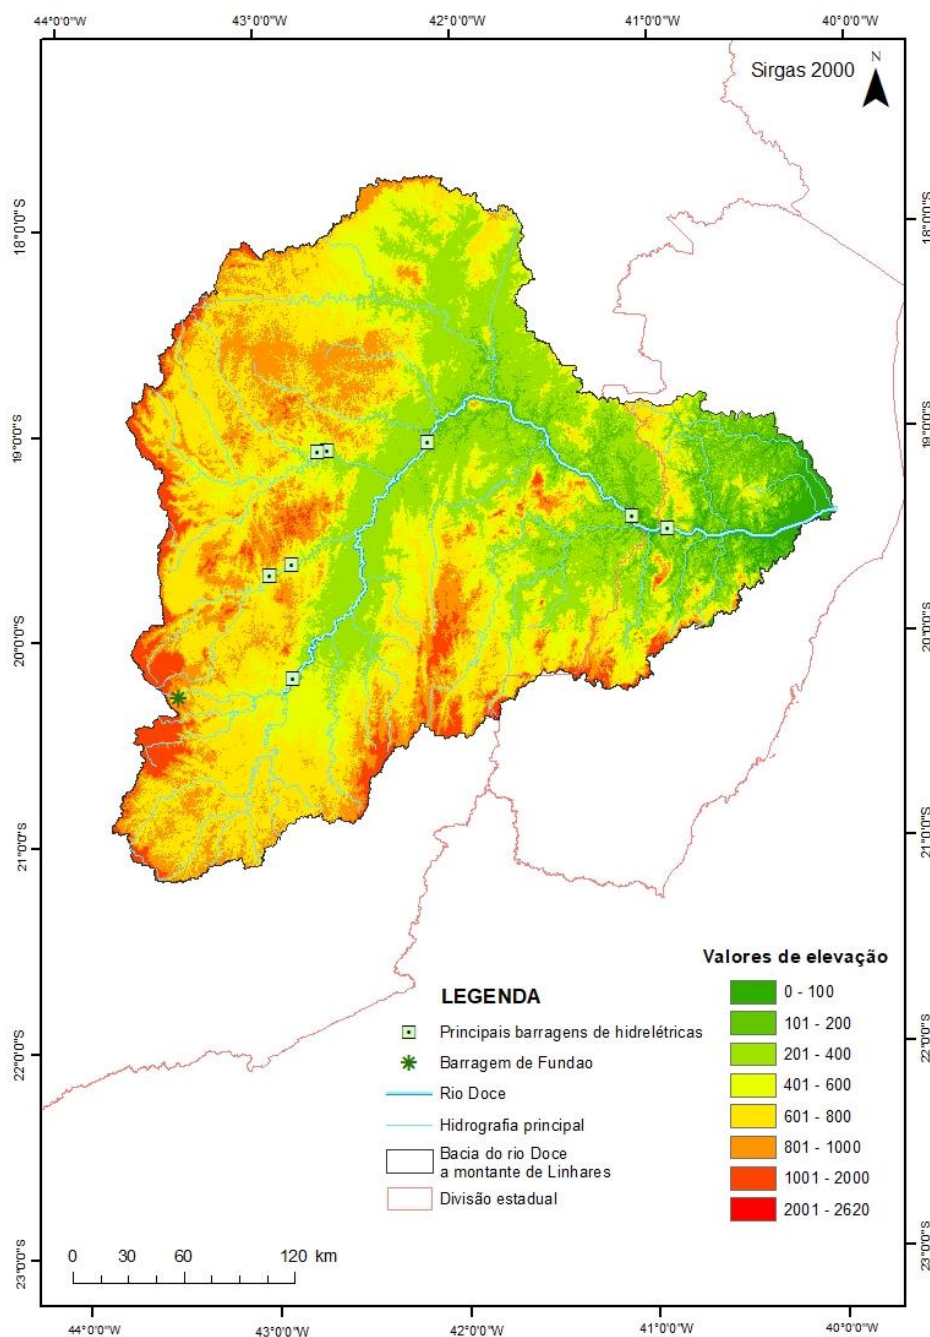 44°0'0"W 43°0'0"W 42°0'0"W 41°0'0"W 40°0'0"W
Sirgas 2000
N
18°0'0"S 18°0'0"S
19°0'0"S 19°0'0"S
20°0'0"S 20°0'0"S
21°0'0"S 21°0'0"S
22°0'0"S 22°0'0"S
23°0'0"S 23°0'0"S
LEGENDA
Principais barragens de hidrelétricas
Barragem de Fundao
Rio Doce
Hidrografia principal
Bacia do rio Doce
a montante de Linhares
Divisão estadual
Valores de elevação
0 - 100
101 - 200
201 - 400
401 - 600
601 - 800
801 - 1000
1001 - 2000
2001 - 2620
0 30 60 120 km
44°0'0"W 43°0'0"W 42°0'0"W 41°0'0"W 40°0'0"W